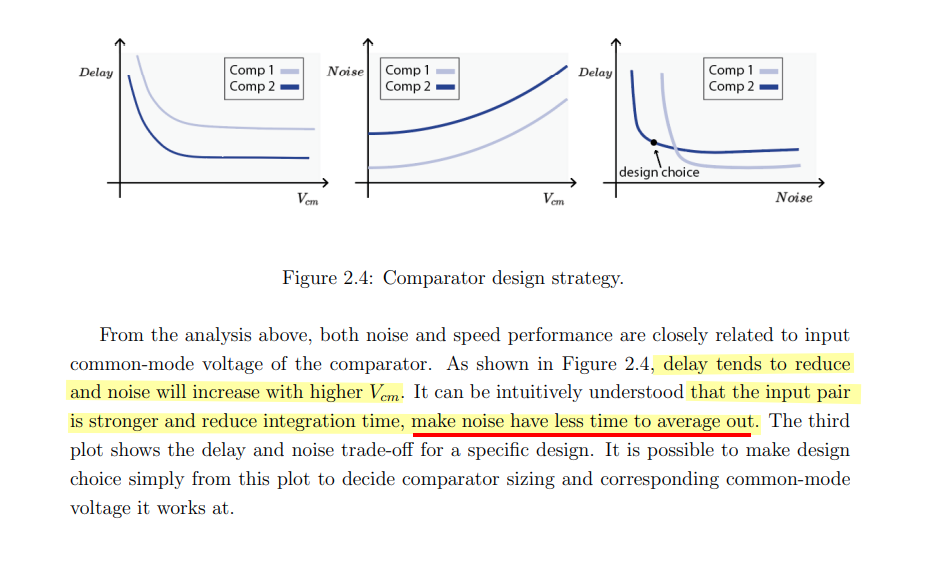 Delay
Comp 1
Comp 2
V_cm
Noise
Comp 1
Comp 2
V_cm
Delay
Comp 1
Comp 2
design choice
Noise
Figure 2.4: Comparator design strategy.
From the analysis above, both noise and speed performance are closely related to input
common-mode voltage of the comparator. As shown in Figure 2.4, delay tends to reduce
and noise will increase with higher V_cm. It can be intuitively understood that the input pair
is stronger and reduce integration time, make noise have less time to average out. The third
plot shows the delay and noise trade-off for a specific design. It is possible to make design
choice simply from this plot to decide comparator sizing and corresponding common-mode
voltage it works at.